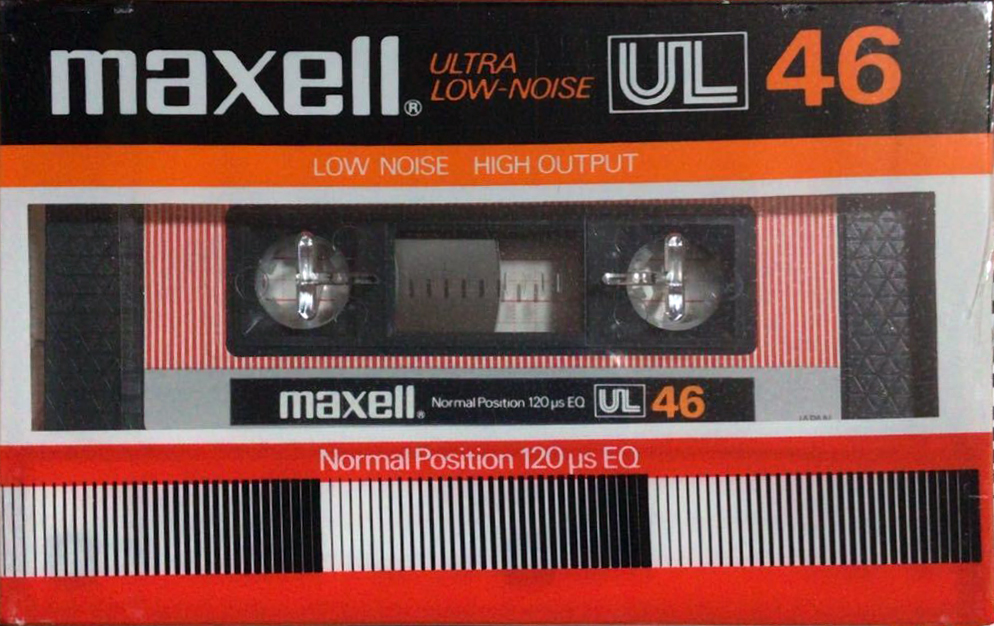 maxell® ULTRA LOW-NOISE UL 46
LOW NOISE HIGH OUTPUT
maxell® Normal Position 120 µs EQ UL 46
Normal Position 120 µs EQ